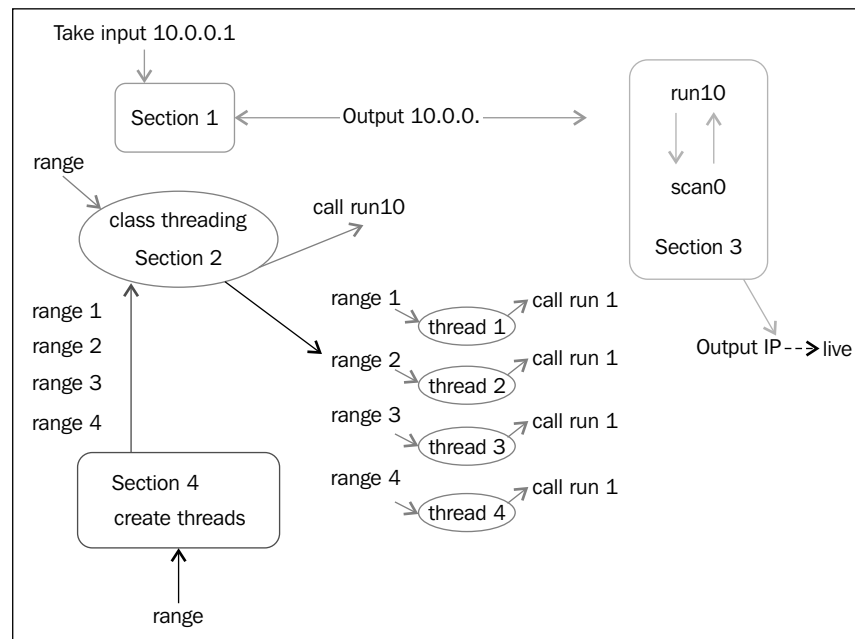 Take input 10.0.0.1
Section 1
Output 10.0.0.
run10
scan0
Section 3
range
class threading
Section 2
call run10
range 1
range 2
range 3
range 4
range 1
thread 1
call run 1
range 2
thread 2
call run 1
range 3
thread 3
call run 1
range 4
thread 4
call run 1
Output IP
live
Section 4
create threads
range